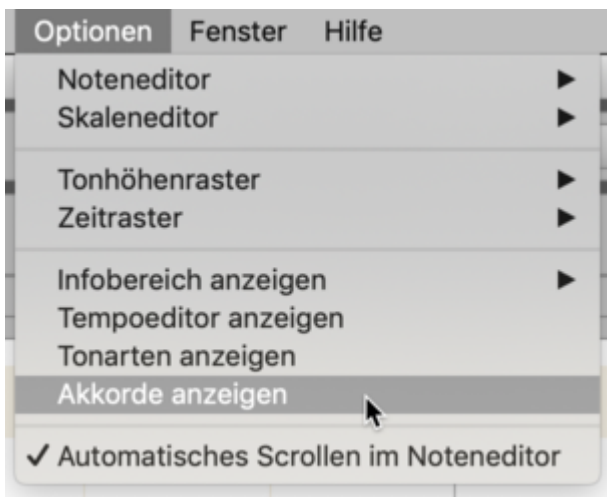 Optionen Fenster Hilfe
Noteneditor
Skaleneditor
Tonhöhenraster
Zeitraster
Infobereich anzeigen
Tempoeditor anzeigen
Tonarten anzeigen
Akkorde anzeigen
✓ Automatisches Scrollen im Noteneditor